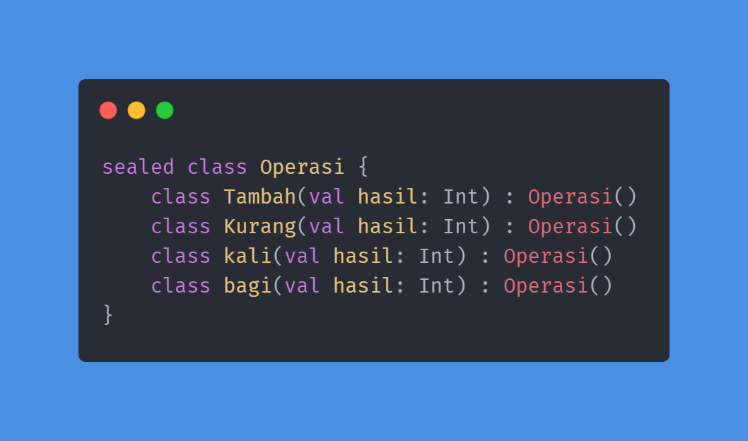 sealed class Operasi {
    class Tambah(val hasil: Int) : Operasi()
    class Kurang(val hasil: Int) : Operasi()
    class kali(val hasil: Int) : Operasi()
    class bagi(val hasil: Int) : Operasi()
}